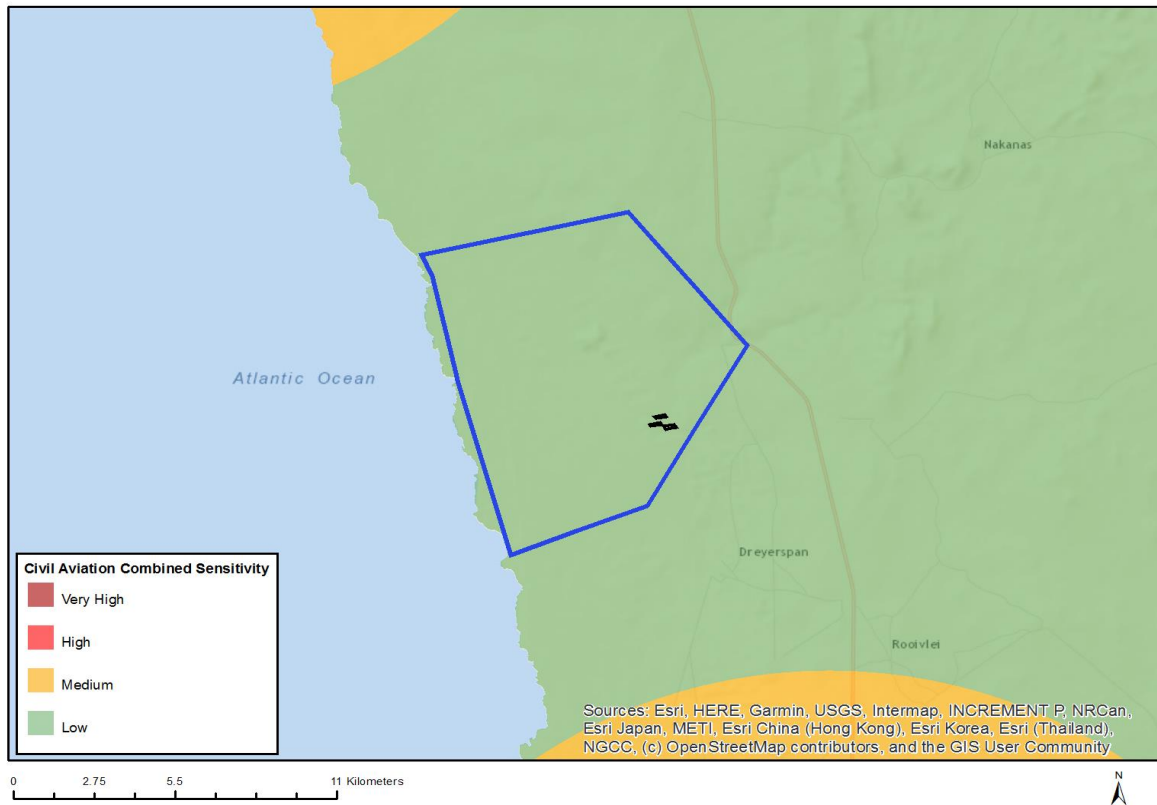 Nakanas
Atlantic Ocean
Dreyerspan
Rooivlei
Civil Aviation Combined Sensitivity
Very High
High
Medium
Low
Sources: Esri, HERE, Garmin, USGS, Intermap, INCREMENT P, NRCan,
Esri Japan, METI, Esri China (Hong Kong), Esri Korea, Esri (Thailand),
NGCC, (c) OpenStreetMap contributors, and the GIS User Community
0 2.75 5.5 11 Kilometers
N